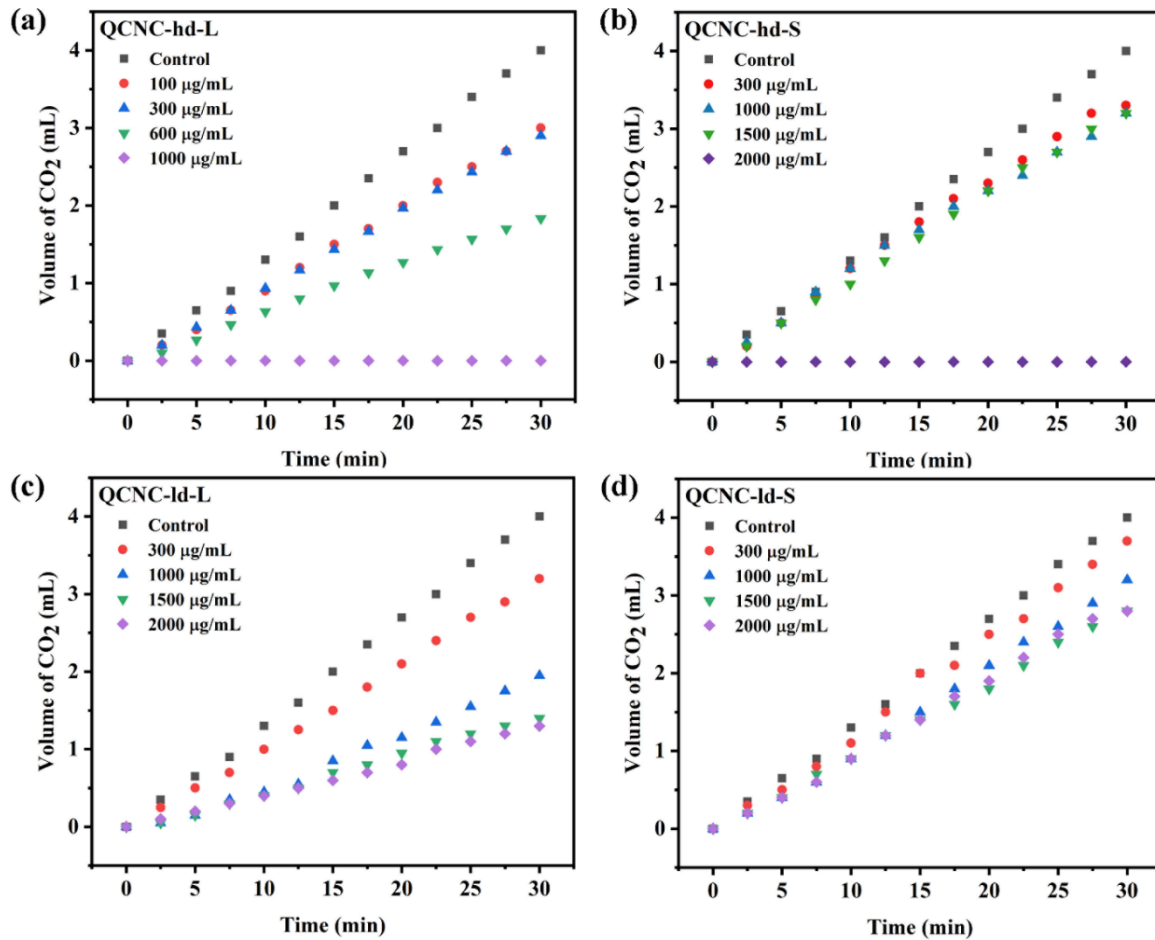 (a)
QCNC-hd-L
Control
100 μg/mL
300 μg/mL
600 μg/mL
1000 μg/mL
Volume of CO2 (mL)
4
3
2
1
0
0 5 10 15 20 25 30
Time (min)
(b)
QCNC-hd-S
Control
300 μg/mL
1000 μg/mL
1500 μg/mL
2000 μg/mL
Volume of CO2 (mL)
4
3
2
1
0
0 5 10 15 20 25 30
Time (min)
(c)
QCNC-ld-L
Control
300 μg/mL
1000 μg/mL
1500 μg/mL
2000 μg/mL
Volume of CO2 (mL)
4
3
2
1
0
0 5 10 15 20 25 30
Time (min)
(d)
QCNC-ld-S
Control
300 μg/mL
1000 μg/mL
1500 μg/mL
2000 μg/mL
Volume of CO2 (mL)
4
3
2
1
0
0 5 10 15 20 25 30
Time (min)